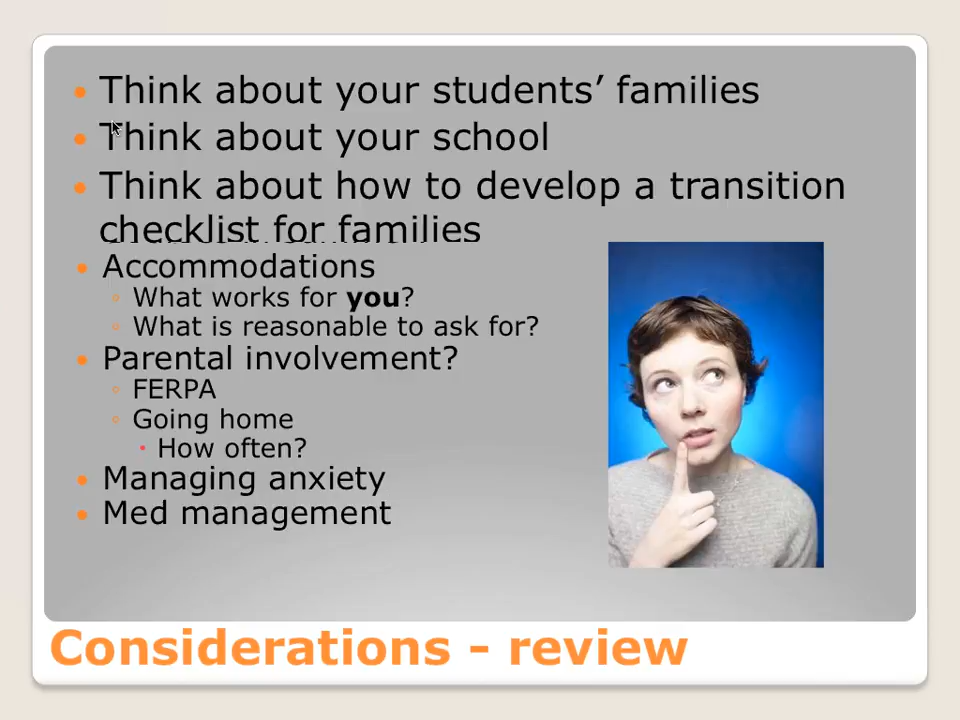 Think about your students’ families
Think about your school
Think about how to develop a transition
checklist for families
Accommodations
What works for you?
What is reasonable to ask for?
Parental involvement?
FERPA
Going home
How often?
Managing anxiety
Med management
Considerations - review